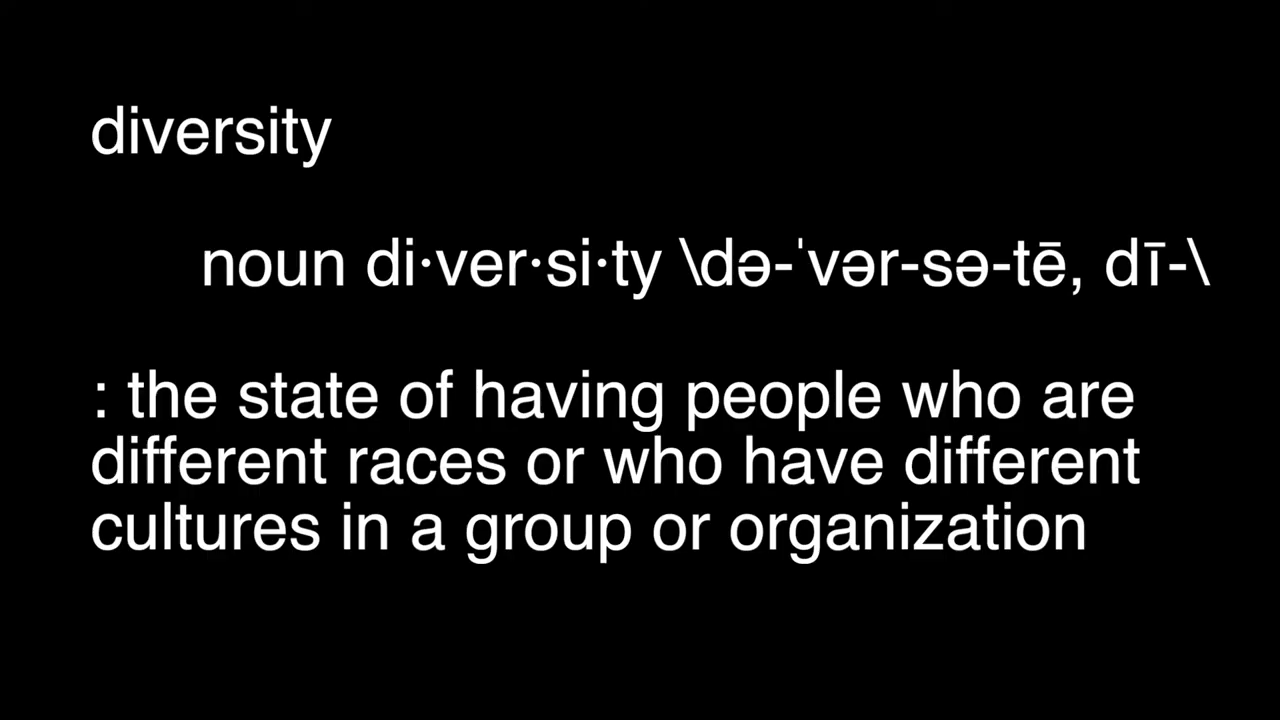 diversity
noun di·ver·si·ty \də-ˈvər-sə-tē, dī-\
: the state of having people who are
different races or who have different
cultures in a group or organization